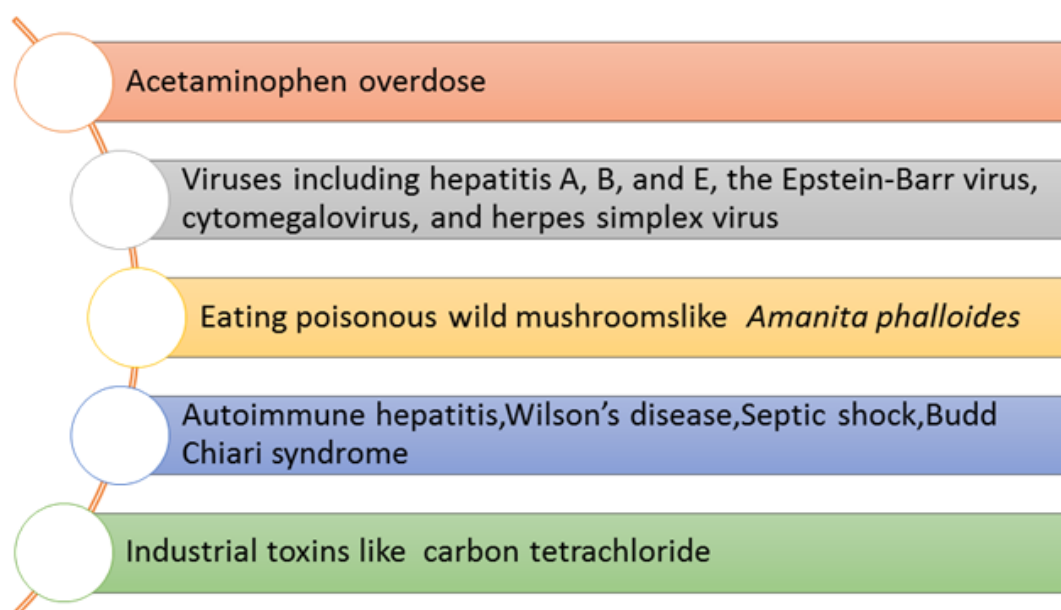 Acetaminophen overdose
Viruses including hepatitis A, B, and E, the Epstein-Barr virus,
cytomegalovirus, and herpes simplex virus
Eating poisonous wild mushroomslike  Amanita phalloides
Autoimmune hepatitis,Wilson’s disease,Septic shock,Budd
Chiari syndrome
Industrial toxins like  carbon tetrachloride